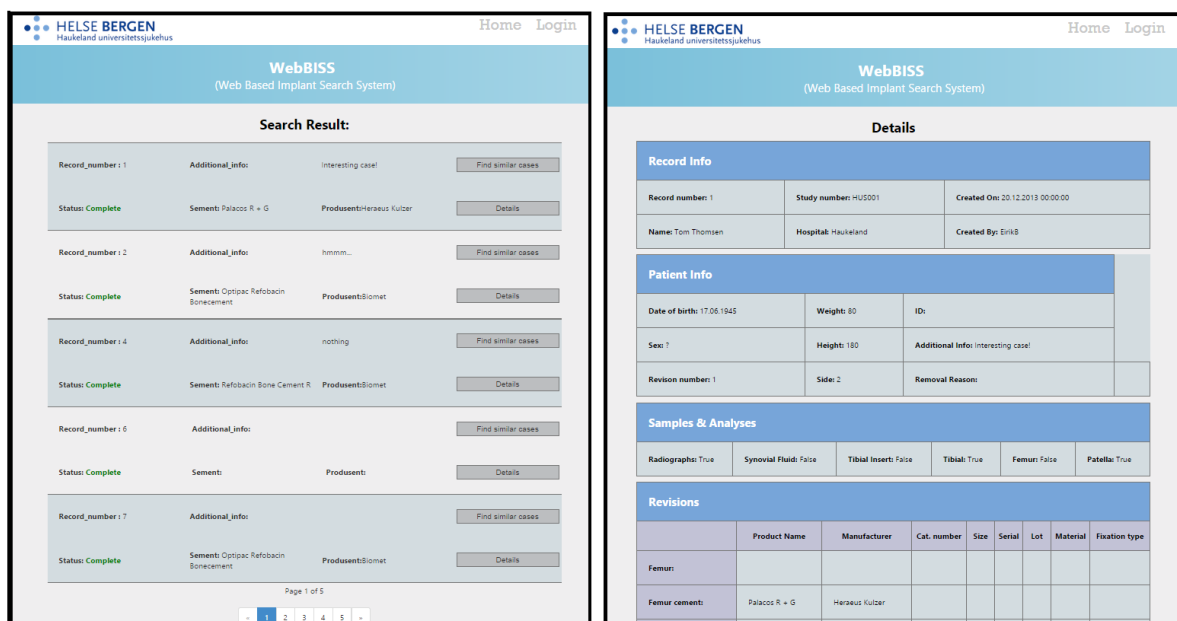 HELSE BERGEN
Haukeland universitetssjukehus
Home Login
WebBISS
(Web Based Implant Search System)
Search Result:
Record_number : 1 Additional_info: Interesting case! Find similar cases
Status: Complete Sement: Palacos R + G Produsent:Heraeus Kulzer Details
Record_number : 2 Additional_info: hmmm... Find similar cases
Status: Complete Sement: Optipac Refobacin Bonecement Produsent:Biomet Details
Record_number : 4 Additional_info: nothing Find similar cases
Status: Complete Sement: Refobacin Bone Cement R Produsent:Biomet Details
Record_number : 6 Additional_info: Find similar cases
Status: Complete Sement: Produsent: Details
Record_number : 7 Additional_info: Find similar cases
Status: Complete Sement: Optipac Refobacin Bonecement Produsent:Biomet Details
Page 1 of 5
« 1 2 3 4 5 »
HELSE BERGEN
Haukeland universitetssjukehus
Home Login
WebBISS
(Web Based Implant Search System)
Details
Record Info
Record number: 1 Study number: HUS001 Created On: 20.12.2013 00:00:00
Name: Tom Thomsen Hospital: Haukeland Created By: EirikB
Patient Info
Date of birth: 17.06.1945 Weight: 80 ID:
Sex: ? Height: 180 Additional Info: Interesting case!
Revison number: 1 Side: 2 Removal Reason:
Samples & Analyses
Radiographs: True Synovial Fluid: False Tibial Insert: False Tibial: True Femur: False Patella: True
Revisions
Product Name Manufacturer Cat. number Size Serial Lot Material Fixation type
Femur:
Femur cement: Palacos R + G Heraeus Kulzer